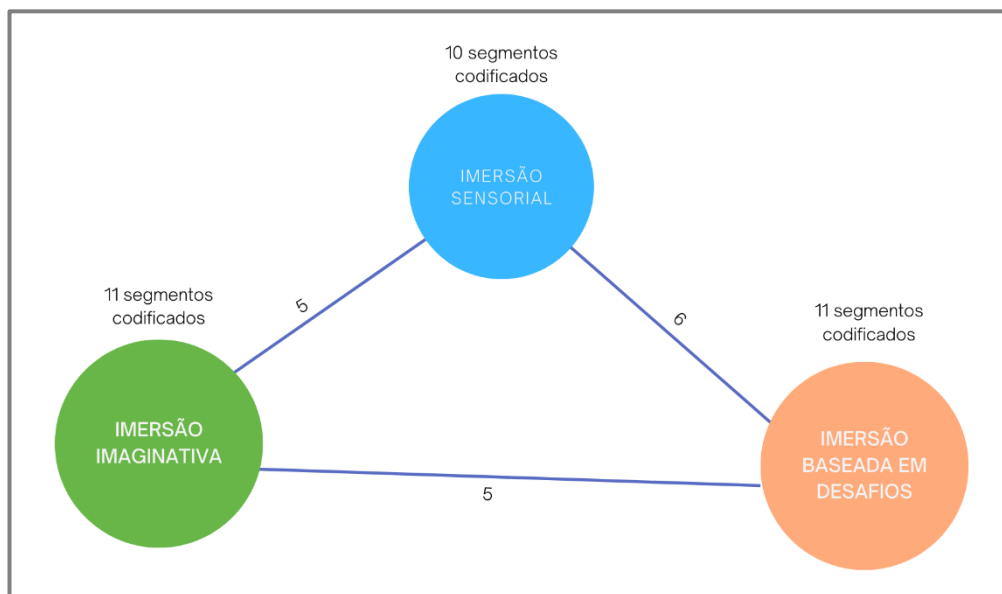 10 segmentos
codificados
IMERSÃO
SENSORIAL
11 segmentos
codificados
5
6
11 segmentos
codificados
IMERSÃO
IMAGINATIVA
IMERSÃO
BASEADA EM
DESAFIOS
5